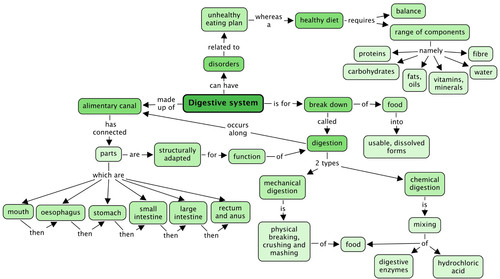 unhealthy
eating plan
whereas
a
healthy diet
requires
balance
range of components
namely
proteins
fibre
carbohydrates
fats,
oils
vitamins,
minerals
water
related to
disorders
can have
Digestive system
made
up of
alimentary canal
is for
break down
of
food
into
usable, dissolved
forms
called
digestion
occurs
along
has
connected
parts
are
structurally
adapted
for
function
of
which are
mouth
oesophagus
stomach
small
intestine
large
intestine
rectum
and anus
then
then
then
then
then
2 types
mechanical
digestion
is
physical
breaking,
crushing and
mashing
of
food
chemical
digestion
is
mixing
of
digestive
enzymes
hydrochloric
acid